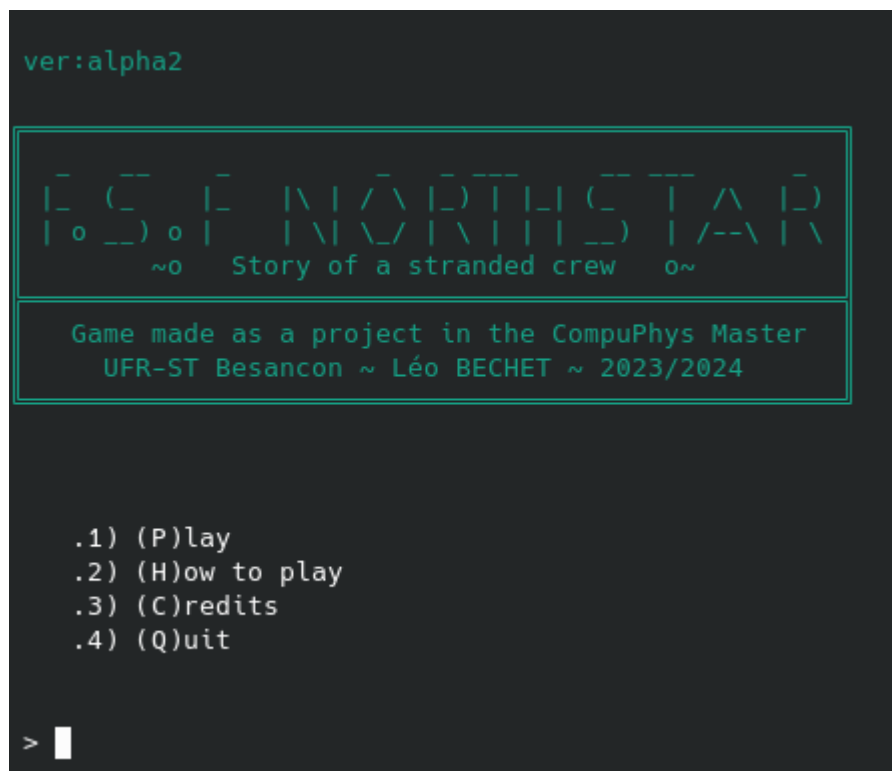 ver:alpha2
F.S.F NORTHSTAR
~o Story of a stranded crew o~
Game made as a project in the CompuPhys Master
UFR-ST Besancon ~ Léo BECHET ~ 2023/2024
.1) (P)lay
.2) (H)ow to play
.3) (C)redits
.4) (Q)uit
>